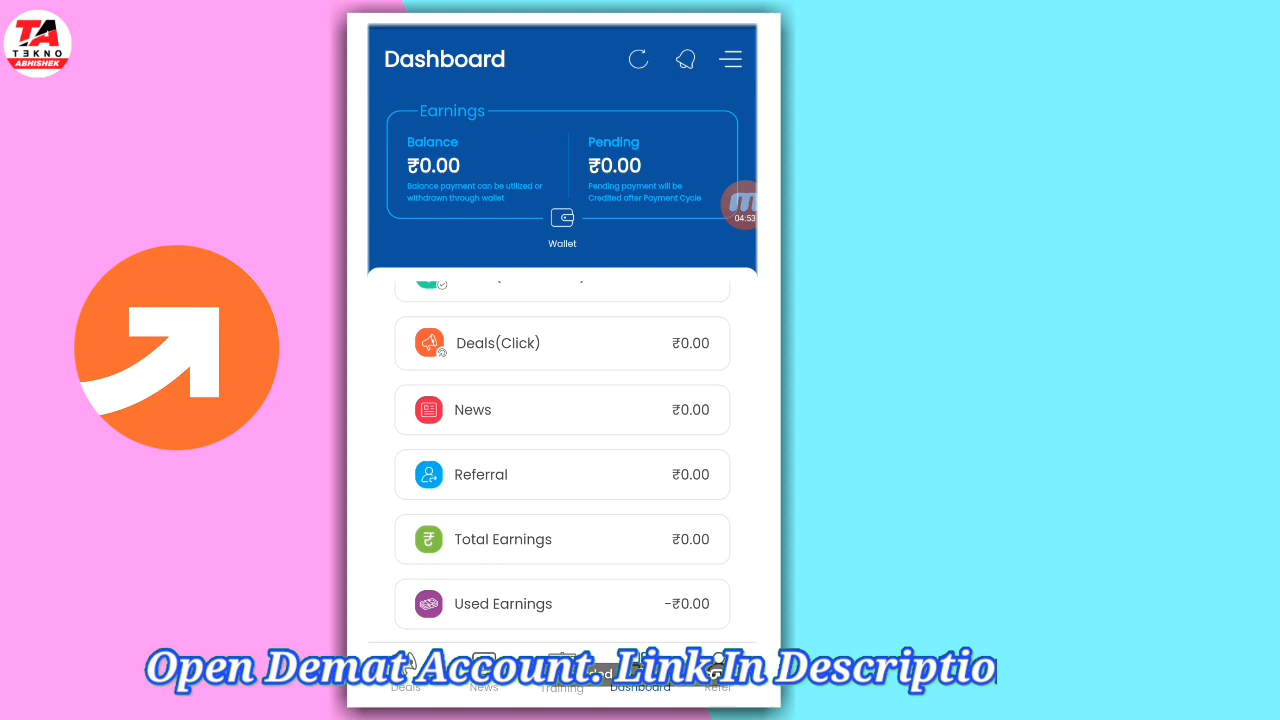 TA
TEKNO
ABHISHEK
Dashboard
Earnings
Balance
₹0.00
Balance payment can be utilized or
withdrawn through wallet
Pending
₹0.00
Pending payment will be
Credited after Payment Cycle
04:53
Wallet
Deals(Click) ₹0.00
News ₹0.00
Referral ₹0.00
Total Earnings ₹0.00
Used Earnings -₹0.00
Open Demat Account. Link In Descriptio
Deals News Training Dashboard Refer